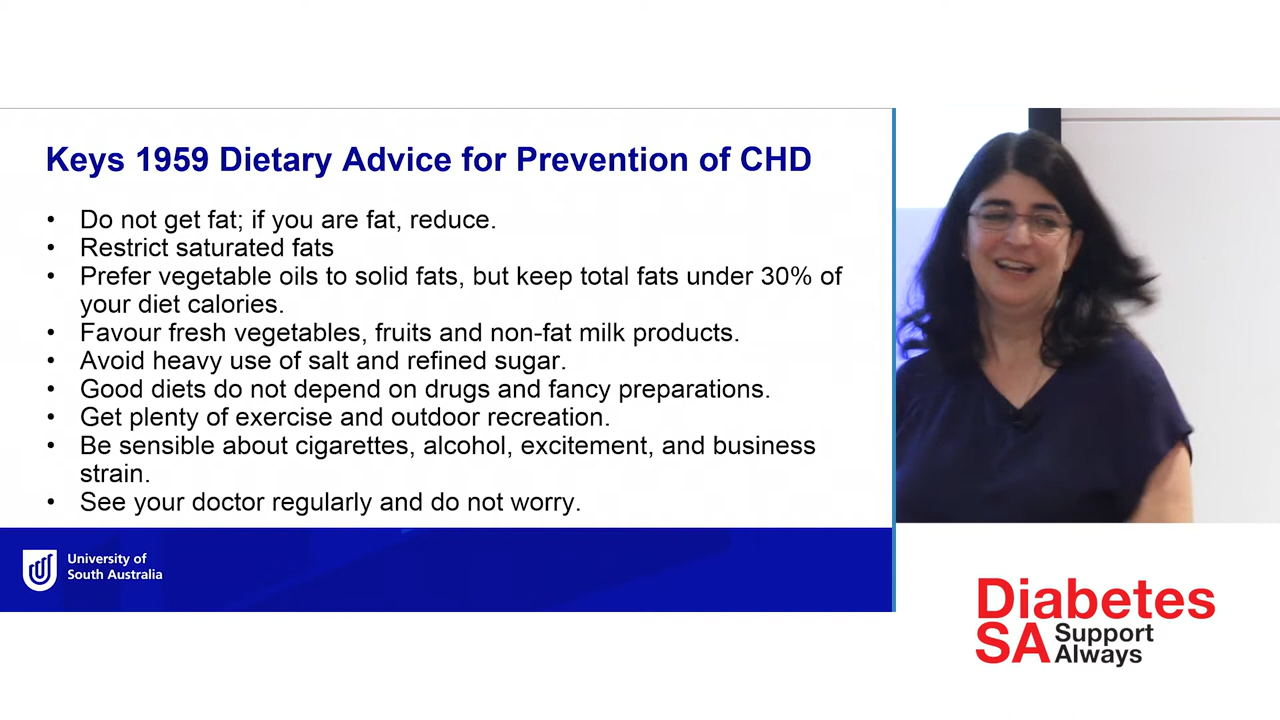 Keys 1959 Dietary Advice for Prevention of CHD
• Do not get fat; if you are fat, reduce.
• Restrict saturated fats
• Prefer vegetable oils to solid fats, but keep total fats under 30% of
your diet calories.
• Favour fresh vegetables, fruits and non-fat milk products.
• Avoid heavy use of salt and refined sugar.
• Good diets do not depend on drugs and fancy preparations.
• Get plenty of exercise and outdoor recreation.
• Be sensible about cigarettes, alcohol, excitement, and business
strain.
• See your doctor regularly and do not worry.
University of
South Australia
Diabetes
SA Support
Always